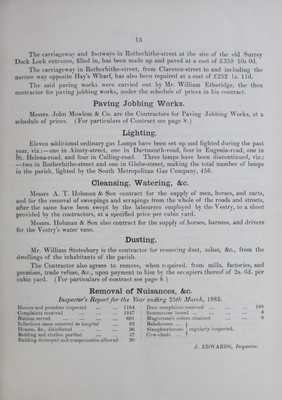 15
The carriageway and footways in Rotherhithe-street at the site of the old Surrey
Dock Lock entrance, filled in, has been made up and paved at a cost of £359 10s. 0d.
The carriageway in Rotherhithe-street, from Clarence-street to and including the
narrow way opposite Hay's Wharf, has also been repaired at a cost of £252 1s. 11d.
The said paving works were carried out by Mr. William Etheridge, the then
contractor for paving jobbing works, under the schedule of prices in his contract.
Paving Jobbing Works.
Messrs. John Mowlem & Co. are the Contractors for Paving Jobbing Works, at a
schedule of prices. (For particulars of Contract see page 8.)
Lighting.
Eleven additional ordinary gas Lamps have been set up and lighted during the past
year, viz.:—one in Ainsty-street, one in Dartmouth-road, four in Eugenia-road, one in
St. Helena-road, and four in Culling-road. Three lamps have been discontinued, viz.:
—two in Rotherhithe-street and one in Globe-street, making the total number of lamps
in the parish, lighted by the South Metropolitan Gas Company, 456.
Cleansing, Watering, &c.
Messrs. A. T. Hobman & Son contract for the supply of men, horses, and carts,
and for the removal of sweepings and scrapings from the whole of the roads and streets,
after the same have been swept by the labourers employed by the Vestry, to a shoot
provided by the contractors, at a specified price per cubic yard.
Messrs. Hobman & Son also contract for the supply of horses, harness, and drivers
for the Vestry's water vans.
Dusting.
Mr. William Stotesbury is the contractor for removing dust, ashes, &c., from the
dwellings of the inhabitants of the parish.
The Contractor also agrees to remove, when required, from mills, factories, and
premises, trade refuse, &c., upon payment to him by the occupiers thereof of 2s. 6d. per
cubic yard. (For particulars of contract see page 8.)
Removal of Nuisances, &c.
Inspector's Report for the Year ending 25th March, 1885.
Houses and premises inspected ... ... 1184
Complaints received ... ... ... 1347
Notices served ... ... ... 691
Infectious cases removed to hospital ... 82
Houses, &c., disinfected ... ... 96
Bedding and clothes purified ... ... 57
Bedding destroyed and compensation allowed 20
Dust complaints received ... ... ... 188
Summonses issued ... ... ... 4
Magistrate's orders obtained ... ... 9
Bakehouses ...
Slaughterhouses } regularly inspected.
Cow-sheds ...
J. EDWARDS, Inspector.